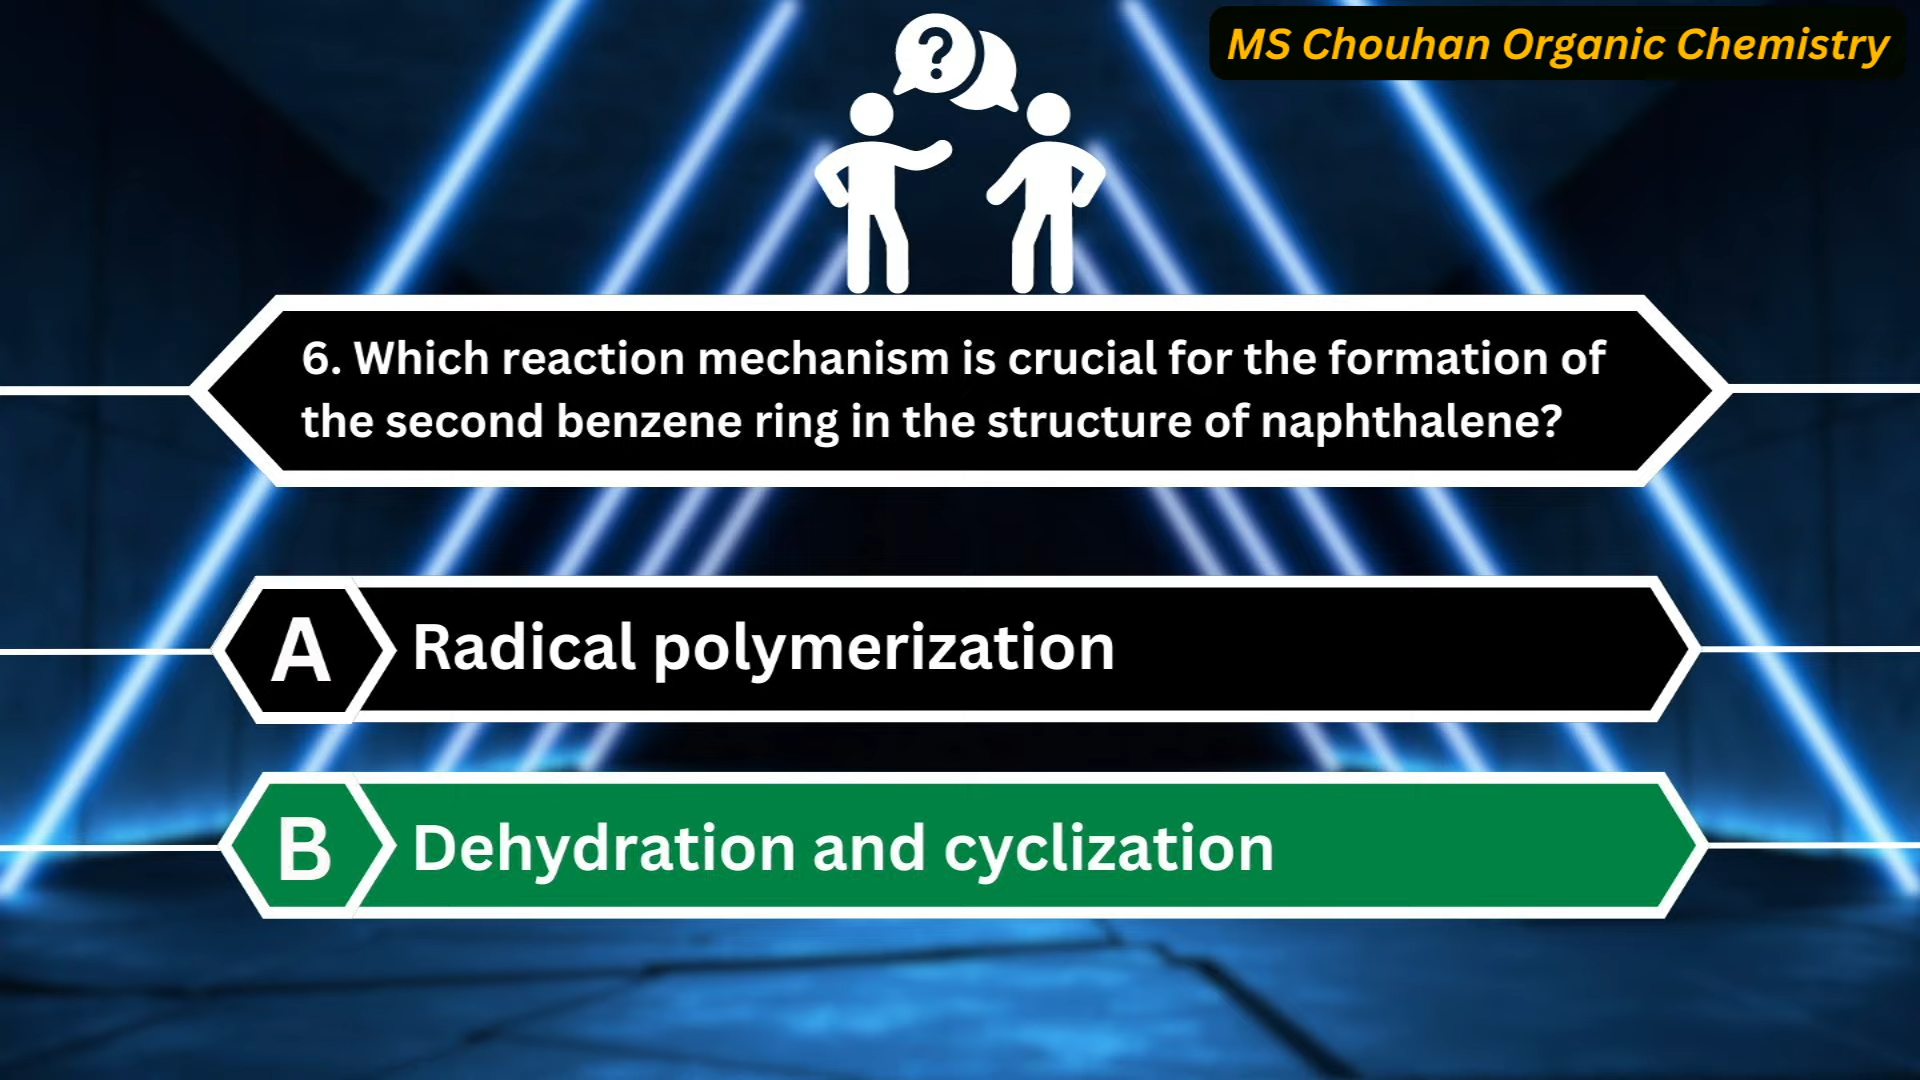 MS Chouhan Organic Chemistry
?
6. Which reaction mechanism is crucial for the formation of
the second benzene ring in the structure of naphthalene?
A Radical polymerization
B Dehydration and cyclization